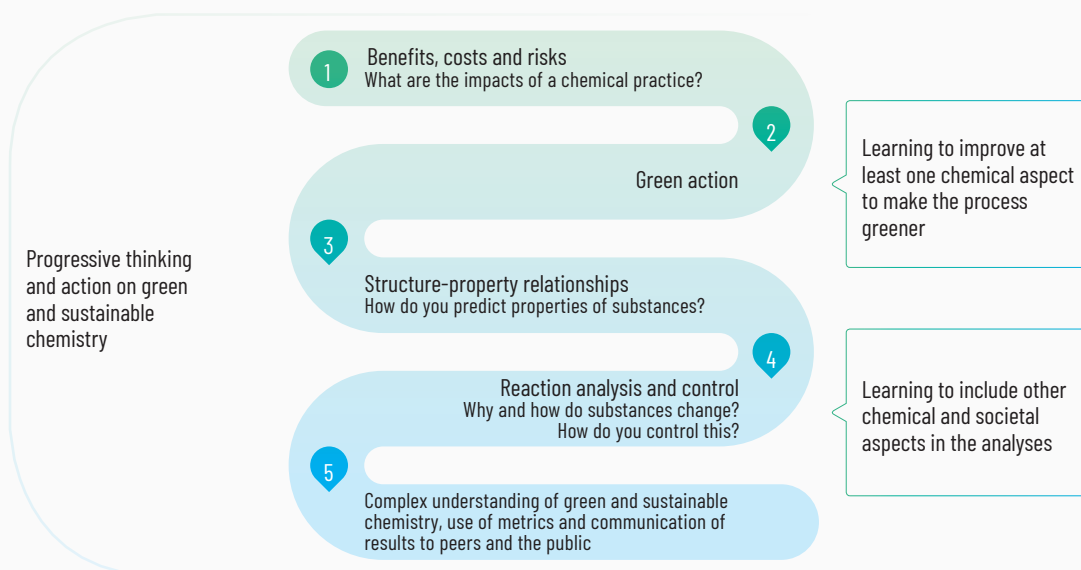 1
Benefits, costs and risks
What are the impacts of a chemical practice?
2
Green action
Learning to improve at
least one chemical aspect
to make the process
greener
3
Progressive thinking
and action on green
and sustainable
chemistry
Structure-property relationships
How do you predict properties of substances?
4
Reaction analysis and control
Why and how do substances change?
How do you control this?
Learning to include other
chemical and societal
aspects in the analyses
5
Complex understanding of green and sustainable
chemistry, use of metrics and communication of
results to peers and the public